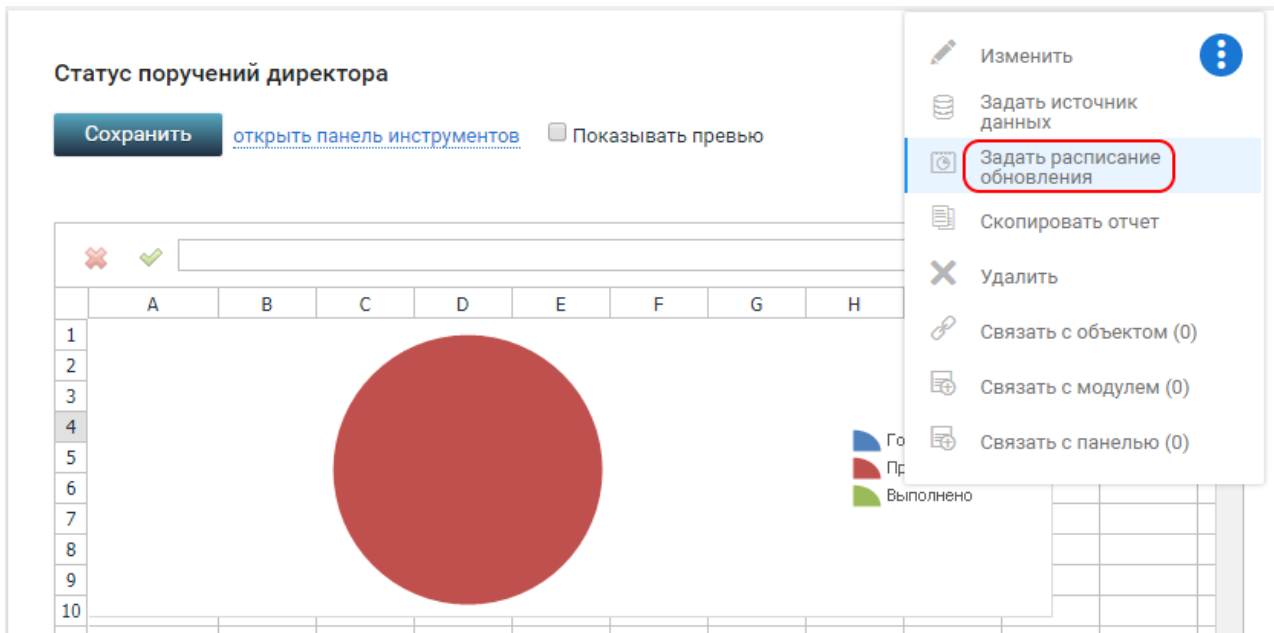 Статус поручений директора
Сохранить открыть панель инструментов Показывать превью
Изменить
Задать источник
данных
Задать расписание
обновления
Скопировать отчет
Удалить
Связать с объектом (0)
Связать с модулем (0)
Связать с панелью (0)
A B C D E F G H
1
2
3
4
5
6
7
8
9
10
Выполнено